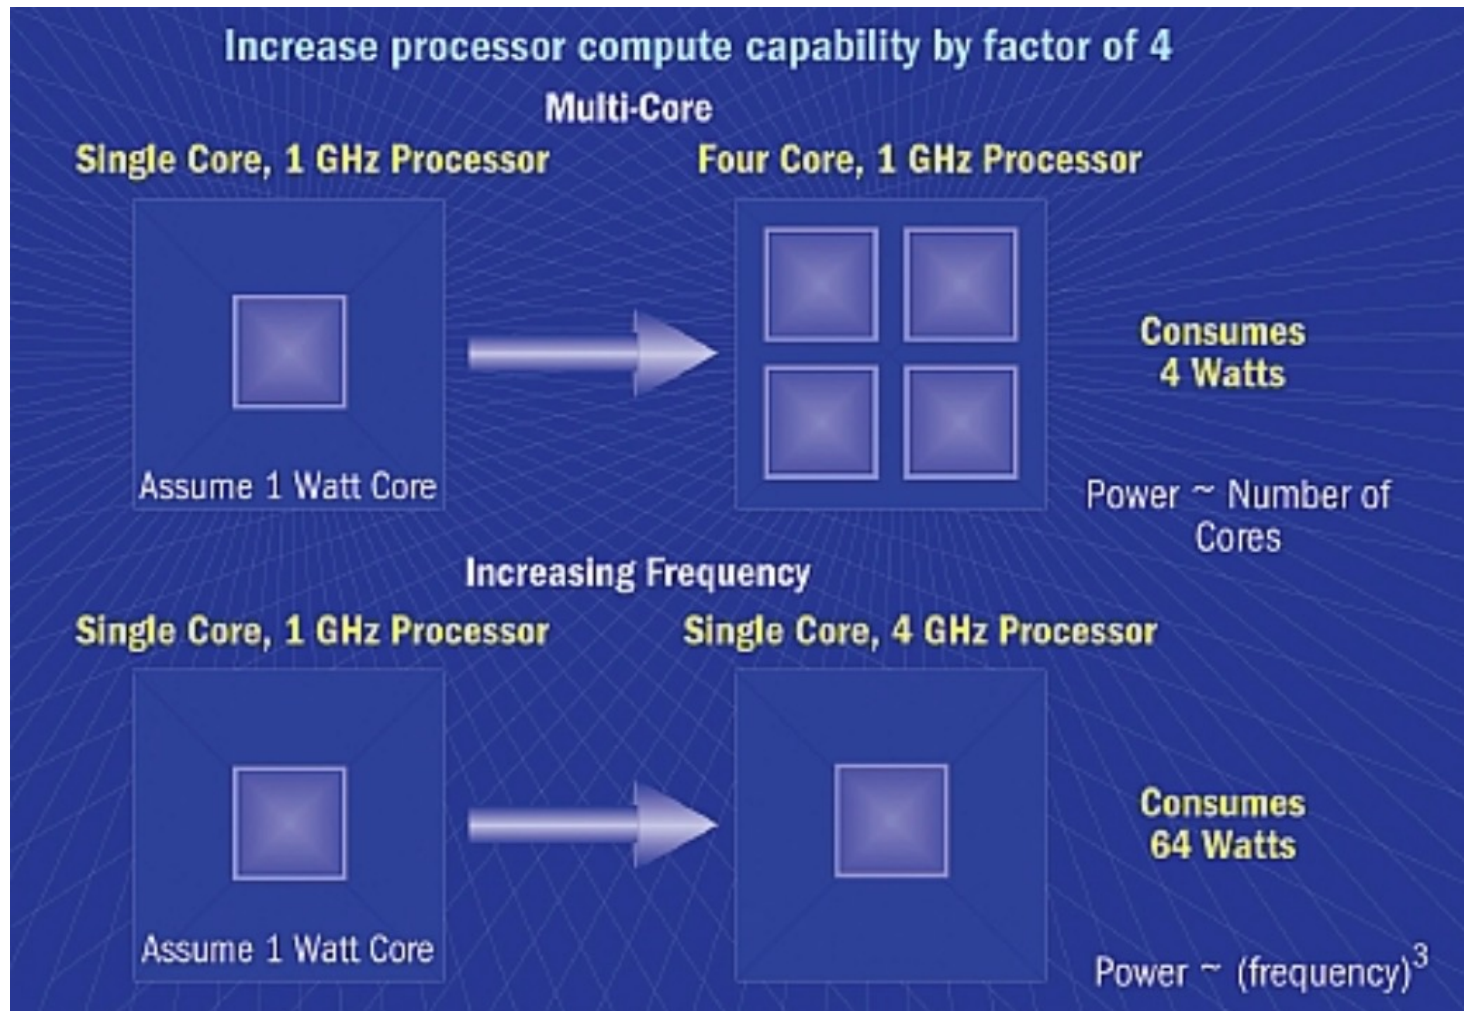 Increase processor compute capability by factor of 4
Multi-Core
Single Core, 1 GHz Processor
Four Core, 1 GHz Processor
Assume 1 Watt Core
Consumes
4 Watts
Power ~ Number of
Cores
Increasing Frequency
Single Core, 1 GHz Processor
Single Core, 4 GHz Processor
Assume 1 Watt Core
Consumes
64 Watts
Power ~ (frequency)³